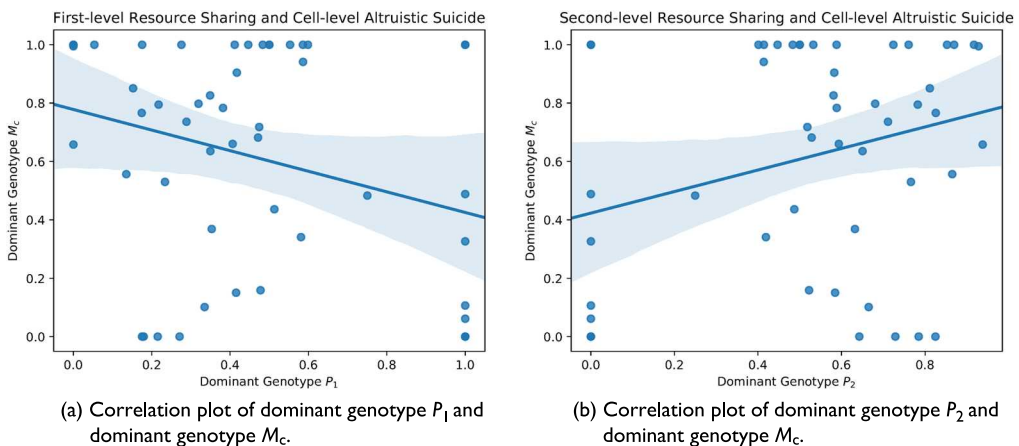 First-level Resource Sharing and Cell-level Altruistic Suicide
Dominant Genotype M_c
1.0
0.8
0.6
0.4
0.2
0.0
0.0 0.2 0.4 0.6 0.8 1.0
Dominant Genotype P_1
(a) Correlation plot of dominant genotype P_1 and
dominant genotype M_c.
Second-level Resource Sharing and Cell-level Altruistic Suicide
Dominant Genotype M_c
1.0
0.8
0.6
0.4
0.2
0.0
0.0 0.2 0.4 0.6 0.8
Dominant Genotype P_2
(b) Correlation plot of dominant genotype P_2 and
dominant genotype M_c.